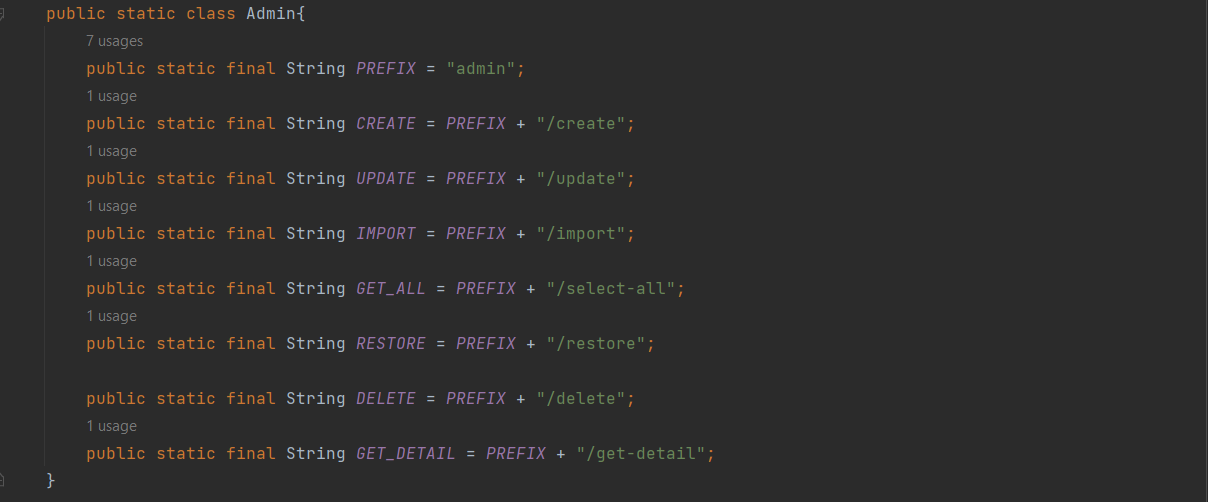 public static class Admin{
7 usages
public static final String PREFIX = "admin";
1 usage
public static final String CREATE = PREFIX + "/create";
1 usage
public static final String UPDATE = PREFIX + "/update";
1 usage
public static final String IMPORT = PREFIX + "/import";
1 usage
public static final String GET_ALL = PREFIX + "/select-all";
1 usage
public static final String RESTORE = PREFIX + "/restore";
public static final String DELETE = PREFIX + "/delete";
1 usage
public static final String GET_DETAIL = PREFIX + "/get-detail";
}